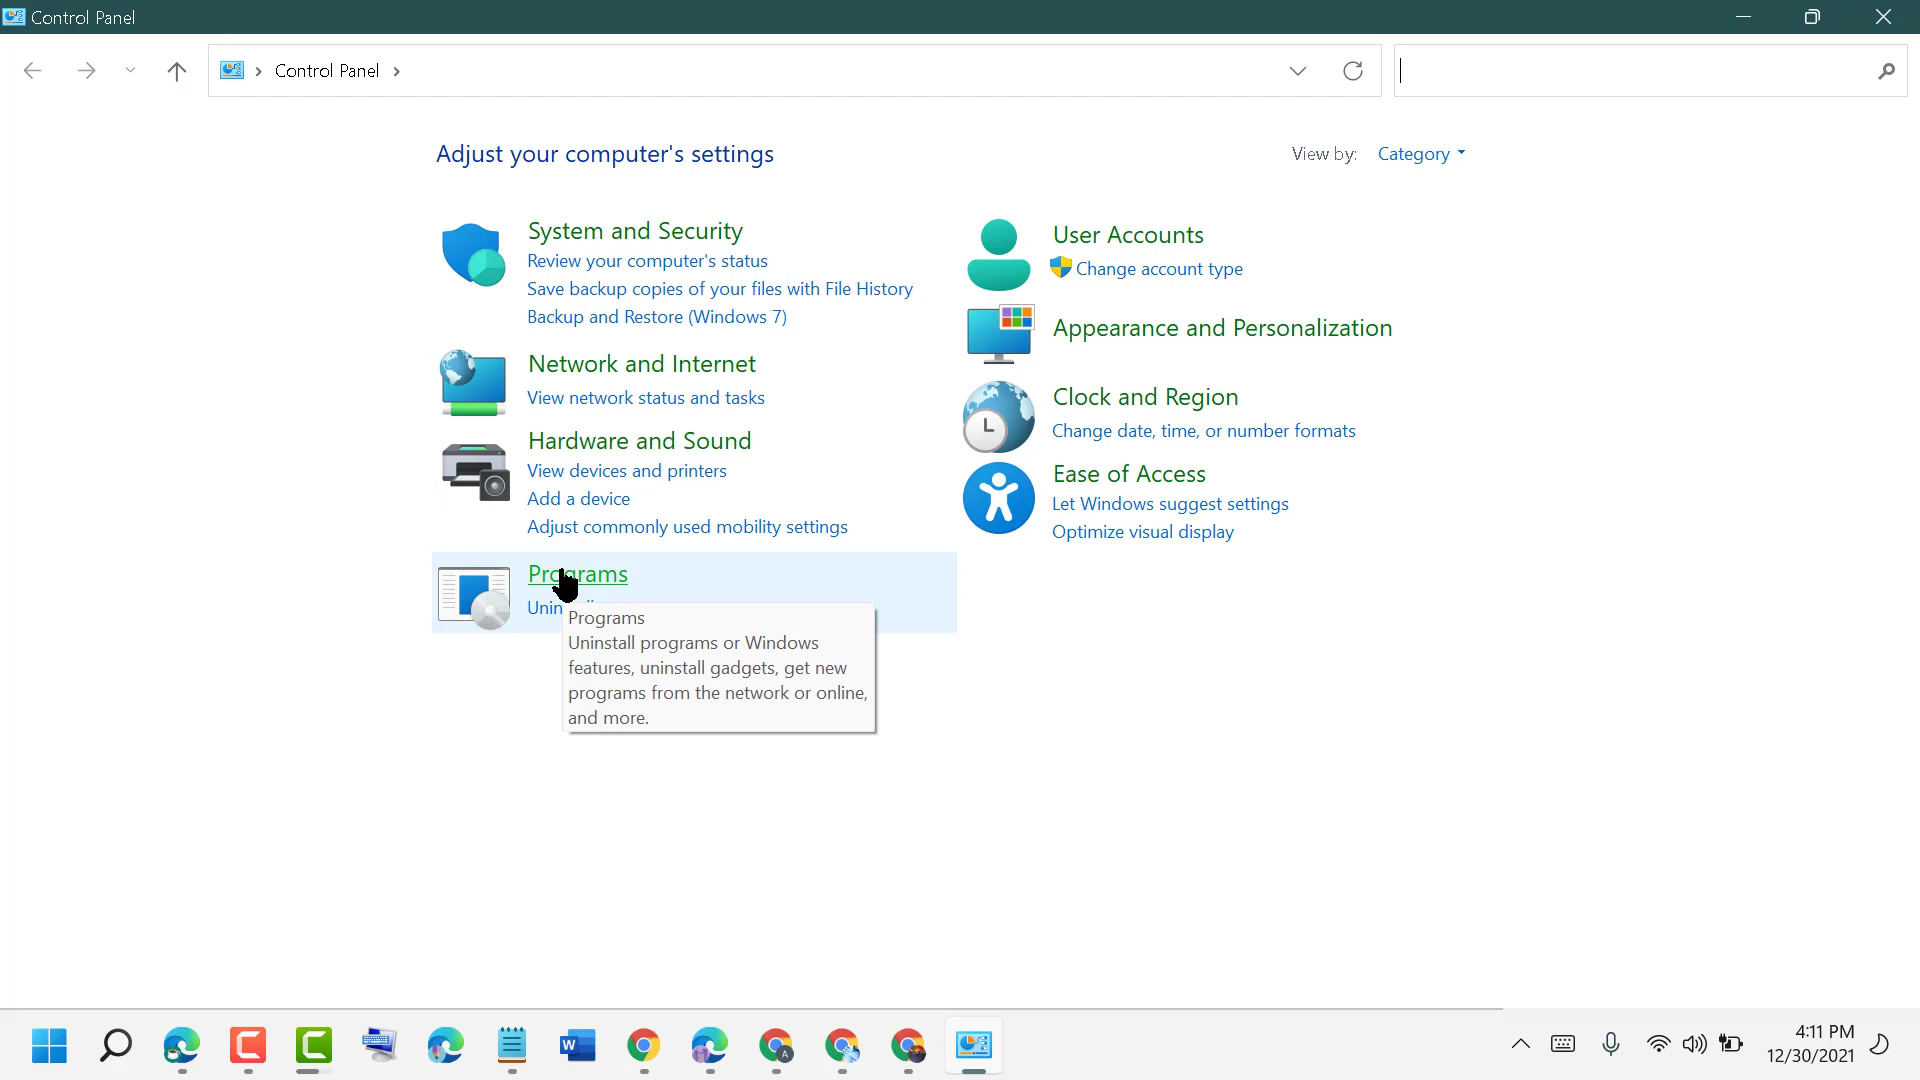 Control Panel
Control Panel
Adjust your computer's settings
View by: Category
System and Security
Review your computer's status
Save backup copies of your files with File History
Backup and Restore (Windows 7)
Network and Internet
View network status and tasks
Hardware and Sound
View devices and printers
Add a device
Adjust commonly used mobility settings
Programs
Programs
Uninstall programs or Windows
features, uninstall gadgets, get new
programs from the network or online,
and more.
User Accounts
Change account type
Appearance and Personalization
Clock and Region
Change date, time, or number formats
Ease of Access
Let Windows suggest settings
Optimize visual display
W
A
4:11 PM
12/30/2021